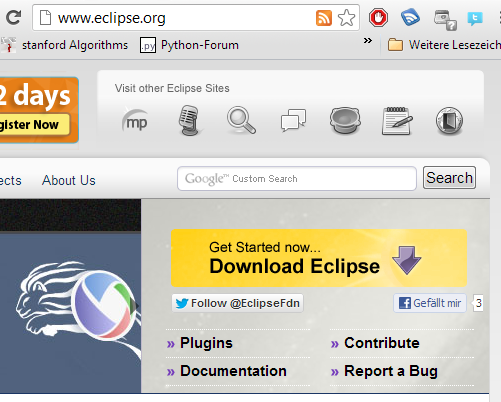 www.eclipse.org
stanford Algorithms
.py Python-Forum
»
Weitere Lesezeich
2 days
gister Now
Visit other Eclipse Sites
mp
ects
About Us
Google™ Custom Search
Search
Get Started now...
Download Eclipse
Follow @EclipseFdn
Gefällt mir
3
» Plugins
» Contribute
» Documentation
» Report a Bug